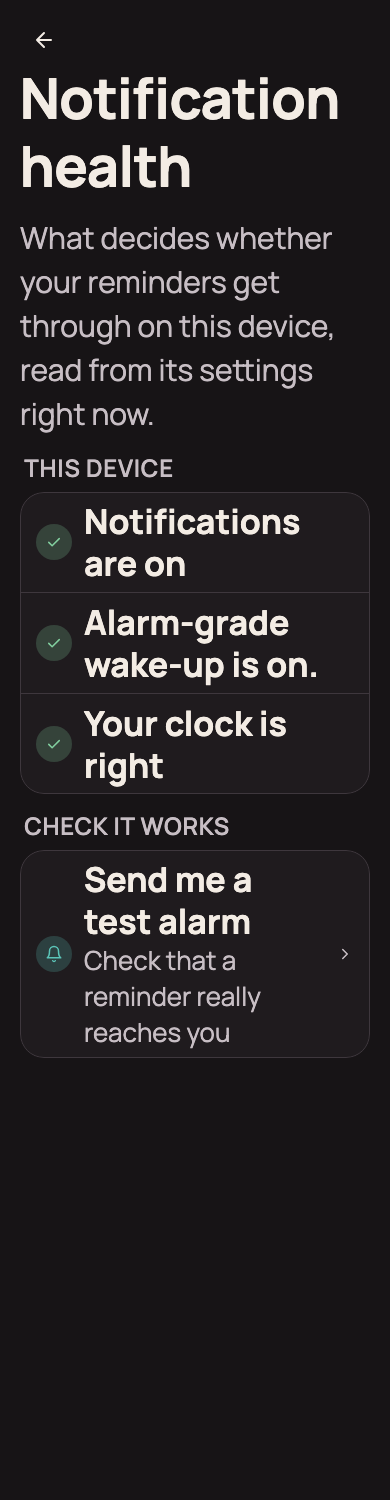 Notification
health
What decides whether
your reminders get
through on this device,
read from its settings
right now.
THIS DEVICE
Notifications
are on
Alarm-grade
wake-up is on.
Your clock is
right
CHECK IT WORKS
Send me a
test alarm
Check that a
reminder really
reaches you